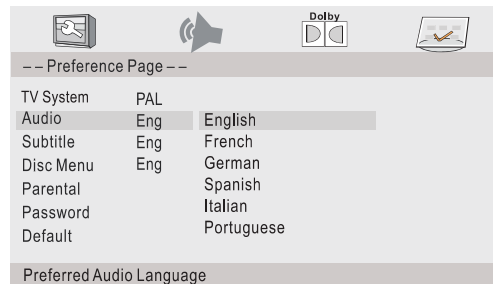 Dolby
– – Preference Page – –
TV System PAL
Audio Eng English
Subtitle Eng French
Disc Menu Eng German
Parental Spanish
Password Italian
Default Portuguese
Preferred Audio Language